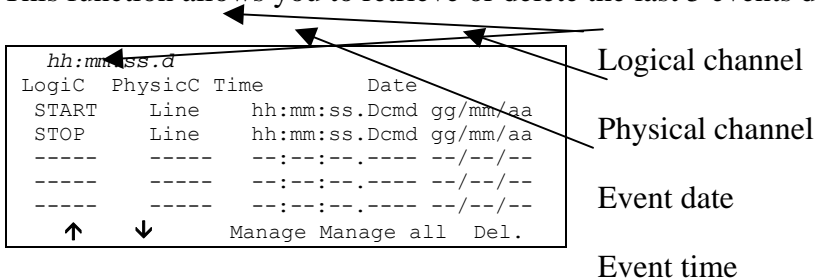 This function allows you to retrieve or delete the last 5 events d
hh:mm:ss.d
LogiC PhysicC Time Date
START Line hh:mm:ss.Dcmd gg/mm/aa
STOP Line hh:mm:ss.Dcmd gg/mm/aa
----- ----- --:--:--.---- --/--/--
----- ----- --:--:--.---- --/--/--
----- ----- --:--:--.---- --/--/--
↑ ↓ Manage Manage all Del.
Logical channel
Physical channel
Event date
Event time